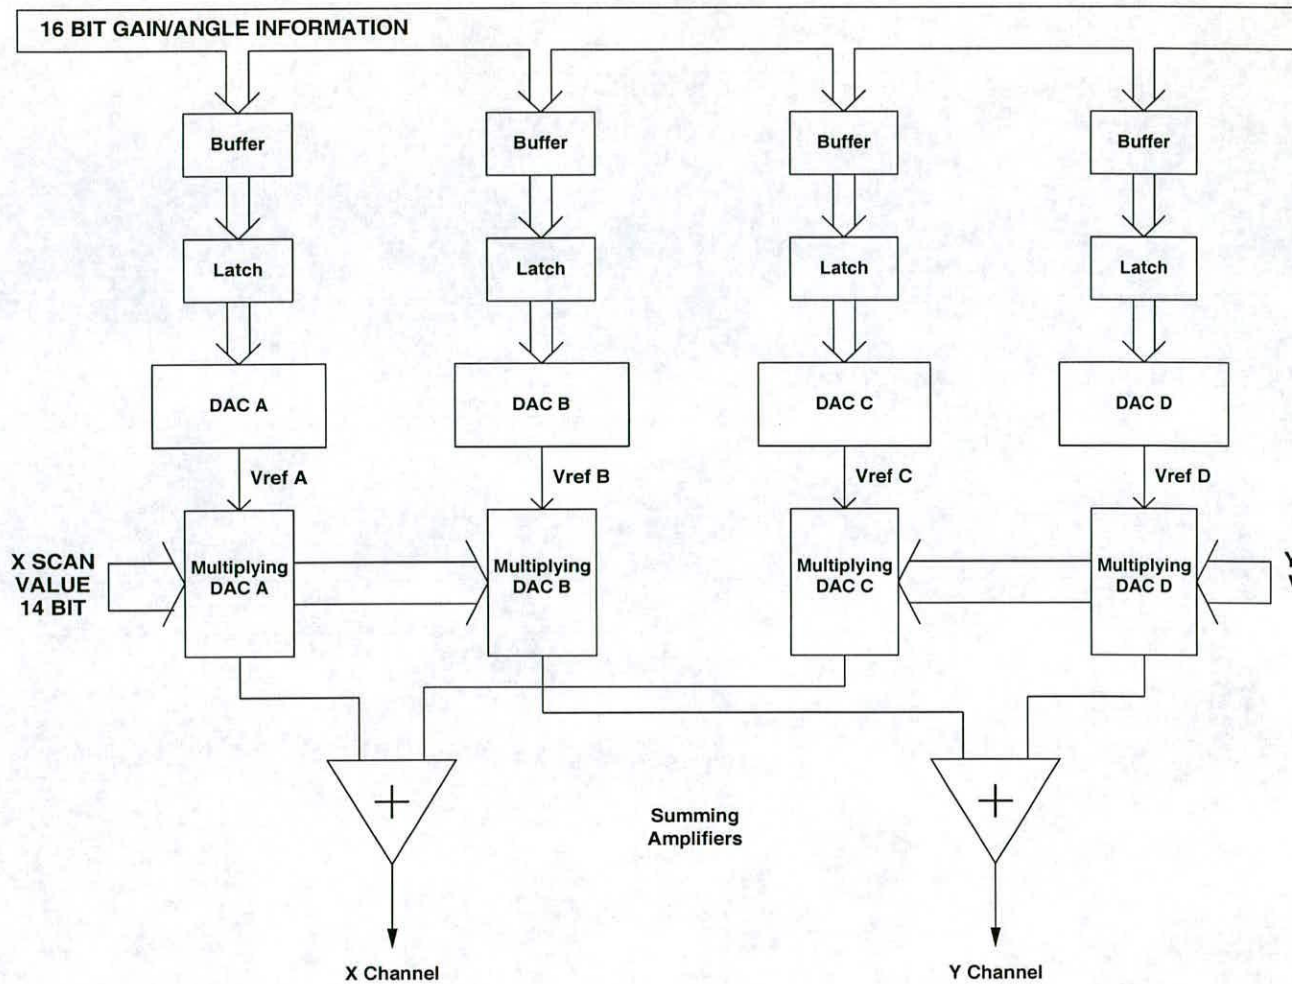 16 BIT GAIN/ANGLE INFORMATION
Buffer
Buffer
Buffer
Buffer
Latch
Latch
Latch
Latch
DAC A
DAC B
DAC C
DAC D
Vref A
Vref B
Vref C
Vref D
X SCAN
VALUE
14 BIT
Multiplying
DAC A
Multiplying
DAC B
Multiplying
DAC C
Multiplying
DAC D
Y
+
+
Summing
Amplifiers
X Channel
Y Channel